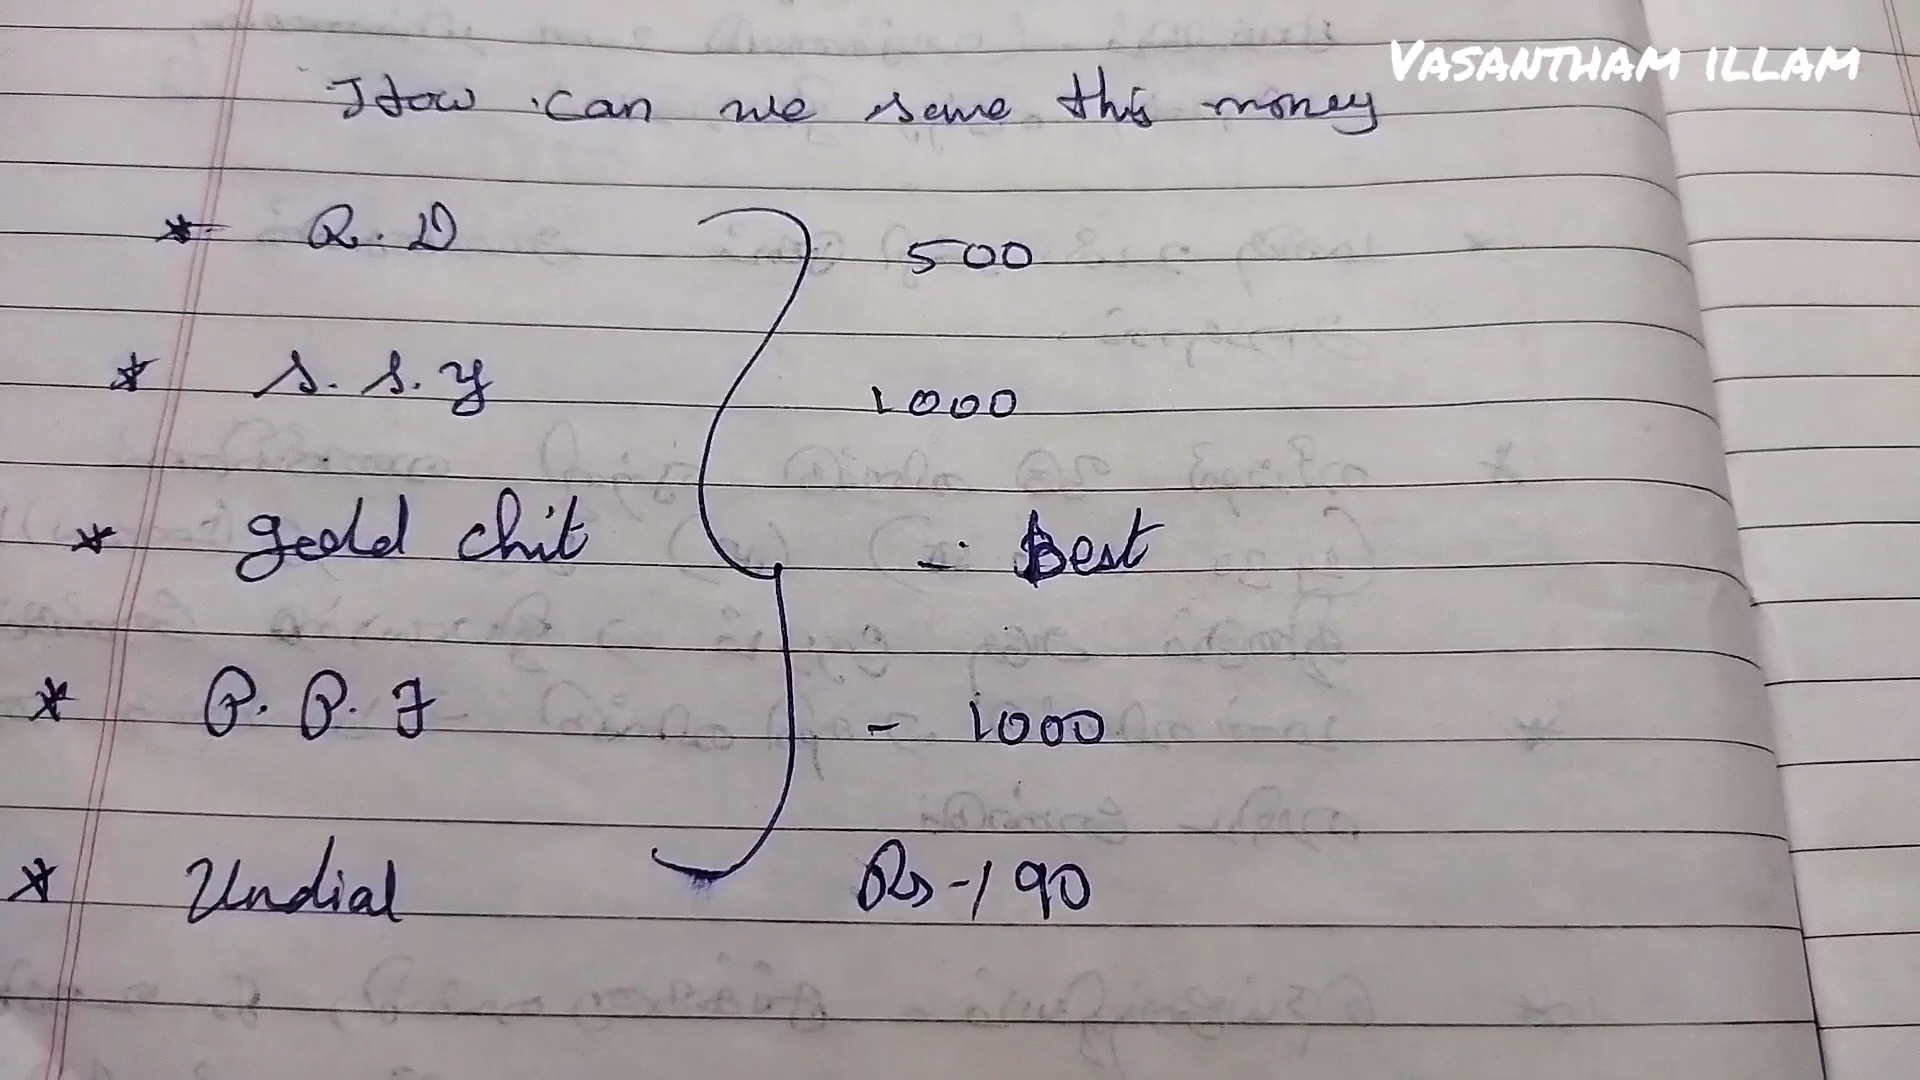 VASANTHAM ILLAM
How can we save this money
* R.D 500
* S.S.Y 1000
* gold chit - Best
* P.P.F - 1000
* Undial Rs-190